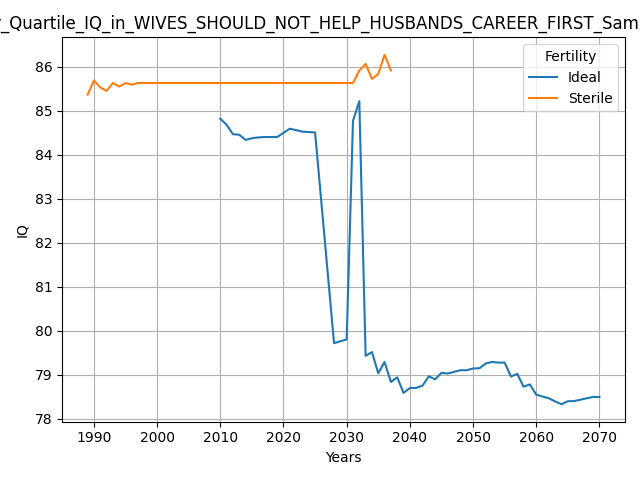 _Quartile_IQ_in_WIVES_SHOULD_NOT_HELP_HUSBANDS_CAREER_FIRST_Sam
Fertility
Ideal
Sterile
86
85
84
83
82
81
80
79
78
IQ
1990 2000 2010 2020 2030 2040 2050 2060 2070
Years